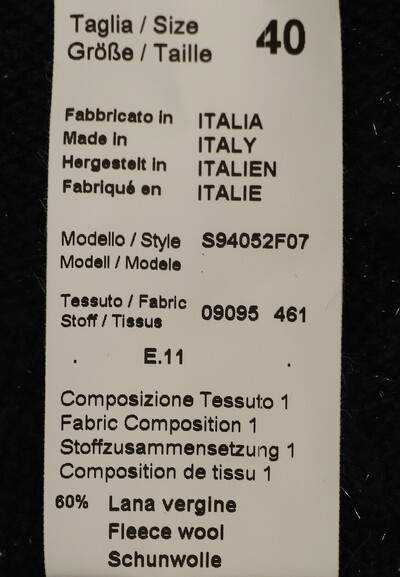 Taglia / Size 40
Größe / Taille
Fabbricato in ITALIA
Made in ITALY
Hergestelt in ITALIEN
Fabriqué en ITALIE
Modello / Style S94052F07
Modell / Modele
Tessuto / Fabric 09095 461
Stoff / Tissus
. E.11 .
Composizione Tessuto 1
Fabric Composition 1
Stoffzusammensetzung 1
Composition de tissu 1
60% Lana vergine
Fleece wool
Schunwolle